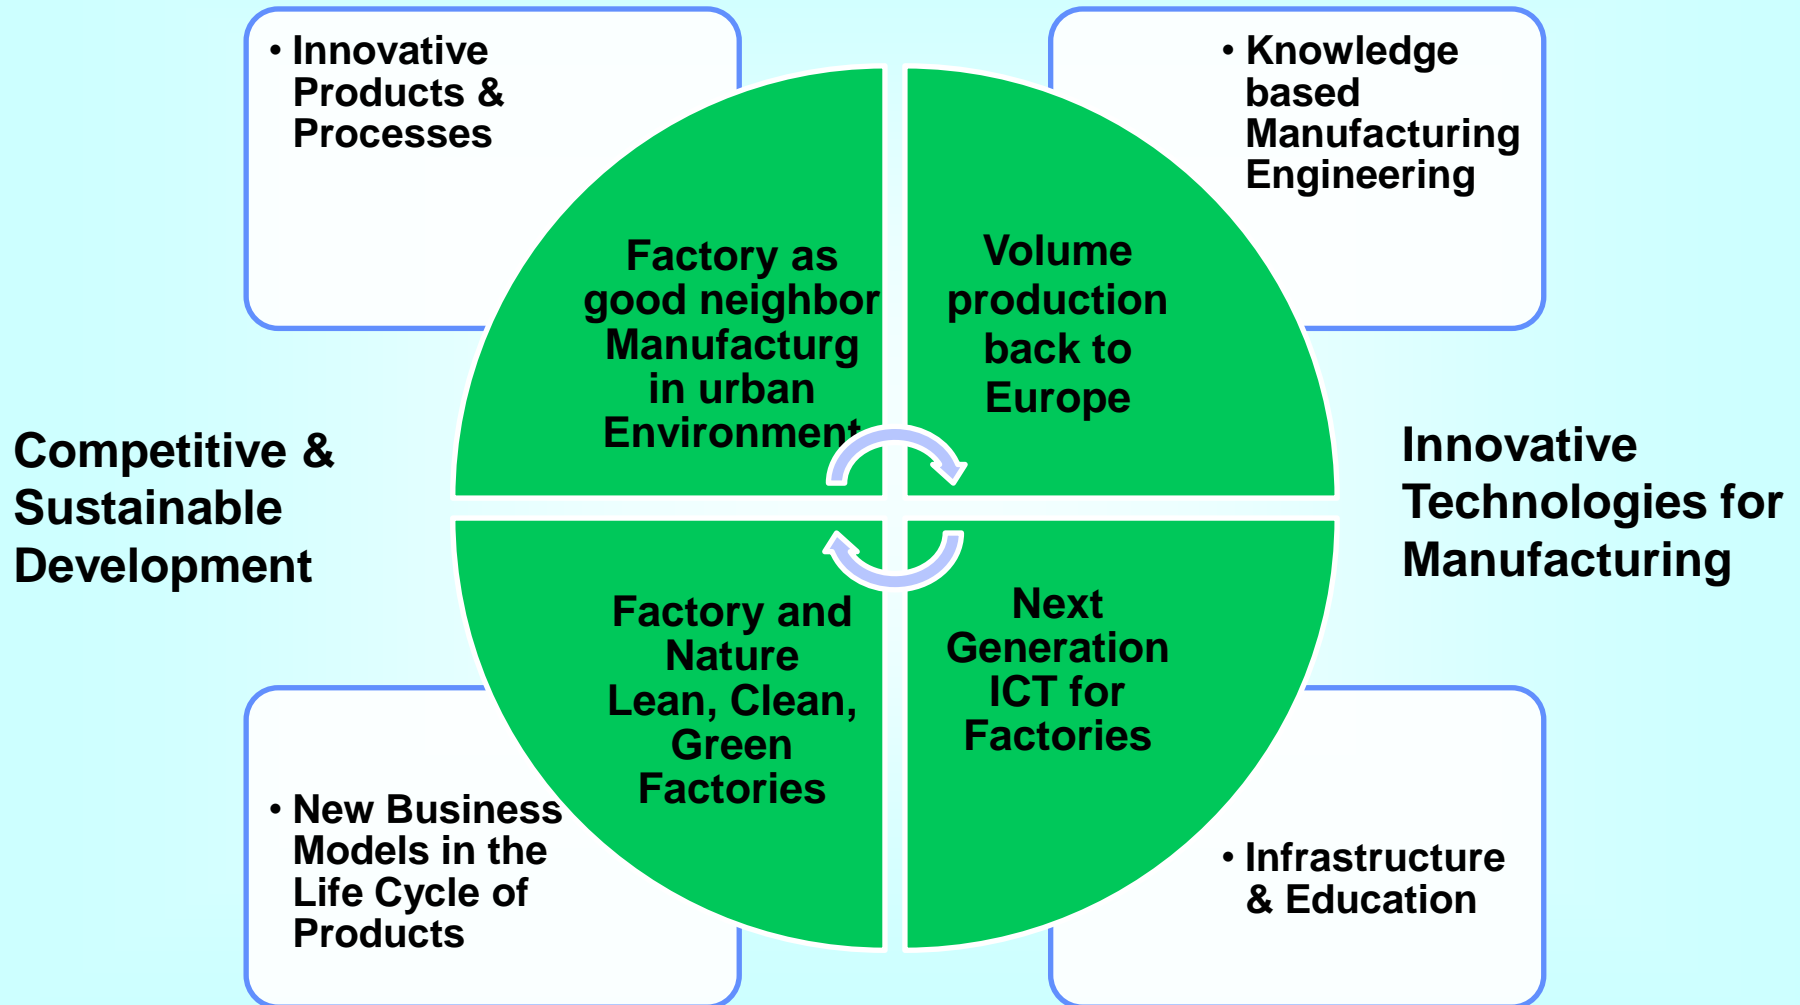 • Innovative
Products &
Processes
• Knowledge
based
Manufacturing
Engineering
Factory as
good neighbor
Manufacturg
in urban
Environment
Volume
production
back to
Europe
Competitive &
Sustainable
Development
Innovative
Technologies for
Manufacturing
Factory and
Nature
Lean, Clean,
Green
Factories
Next
Generation
ICT for
Factories
• New Business
Models in the
Life Cycle of
Products
• Infrastructure
& Education